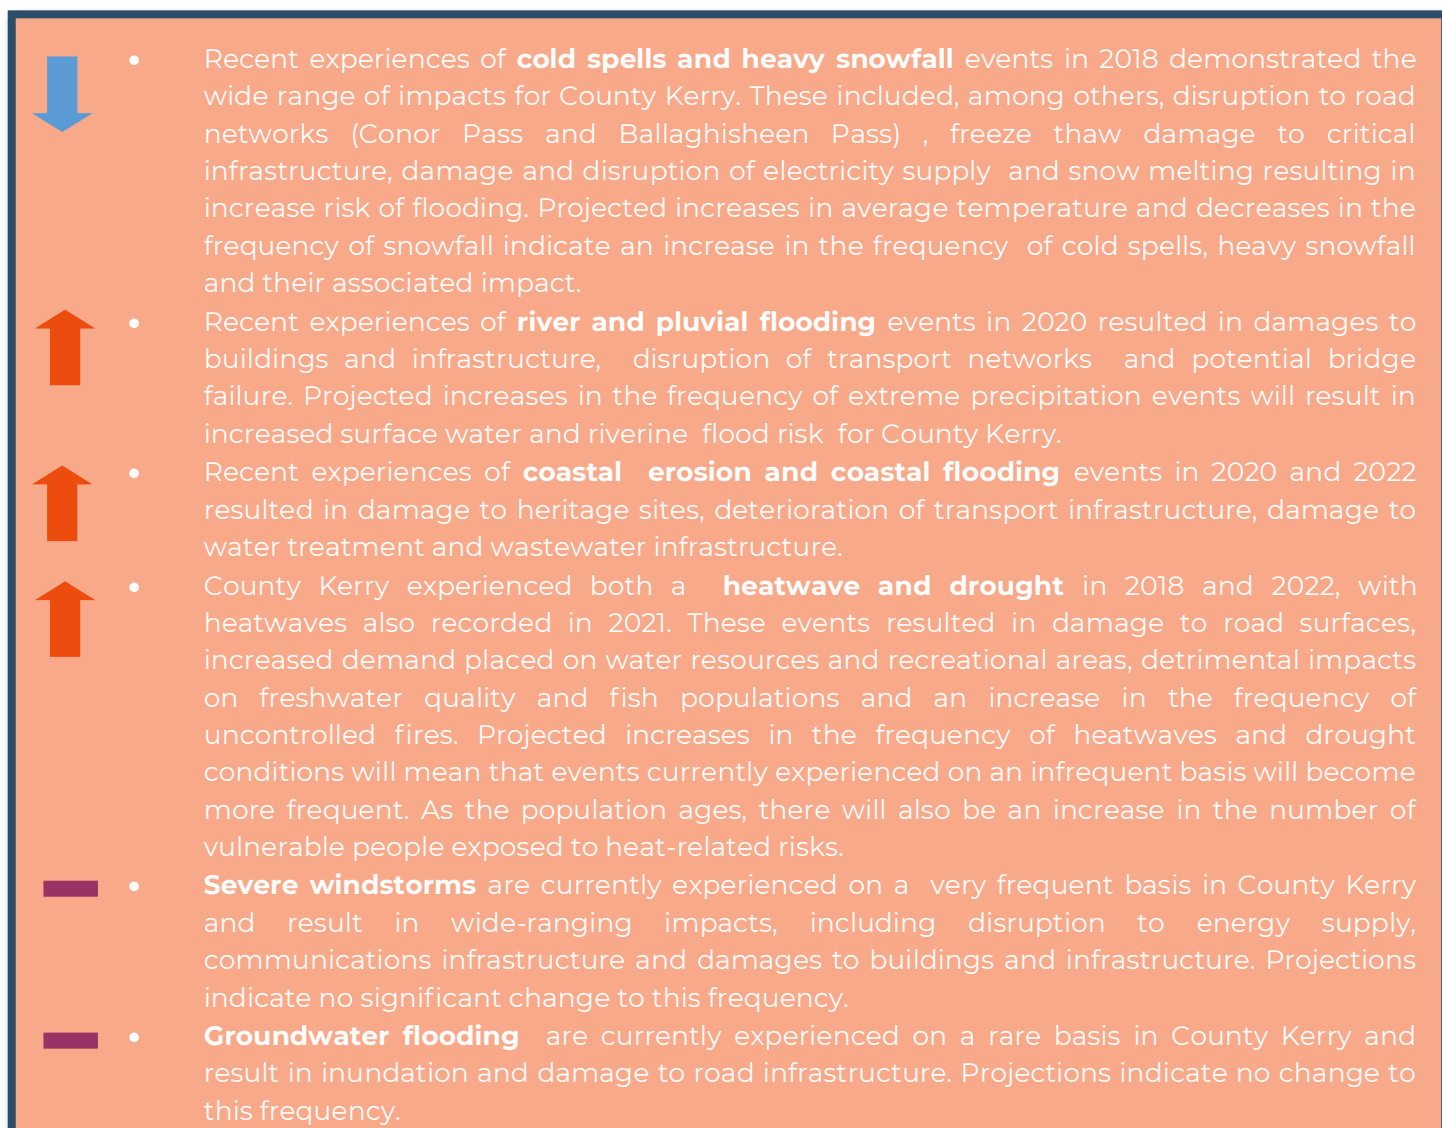 • Recent experiences of cold spells and heavy snowfall events in 2018 demonstrated the
wide range of impacts for County Kerry. These included, among others, disruption to road
networks (Conor Pass and Ballaghisheen Pass) , freeze thaw damage to critical
infrastructure, damage and disruption of electricity supply and snow melting resulting in
increase risk of flooding. Projected increases in average temperature and decreases in the
frequency of snowfall indicate an increase in the frequency of cold spells, heavy snowfall
and their associated impact.
• Recent experiences of river and pluvial flooding events in 2020 resulted in damages to
buildings and infrastructure, disruption of transport networks and potential bridge
failure. Projected increases in the frequency of extreme precipitation events will result in
increased surface water and riverine flood risk for County Kerry.
• Recent experiences of coastal erosion and coastal flooding events in 2020 and 2022
resulted in damage to heritage sites, deterioration of transport infrastructure, damage to
water treatment and wastewater infrastructure.
• County Kerry experienced both a heatwave and drought in 2018 and 2022, with
heatwaves also recorded in 2021. These events resulted in damage to road surfaces,
increased demand placed on water resources and recreational areas, detrimental impacts
on freshwater quality and fish populations and an increase in the frequency of
uncontrolled fires. Projected increases in the frequency of heatwaves and drought
conditions will mean that events currently experienced on an infrequent basis will become
more frequent. As the population ages, there will also be an increase in the number of
vulnerable people exposed to heat-related risks.
• Severe windstorms are currently experienced on a very frequent basis in County Kerry
and result in wide-ranging impacts, including disruption to energy supply,
communications infrastructure and damages to buildings and infrastructure. Projections
indicate no significant change to this frequency.
• Groundwater flooding are currently experienced on a rare basis in County Kerry and
result in inundation and damage to road infrastructure. Projections indicate no change to
this frequency.